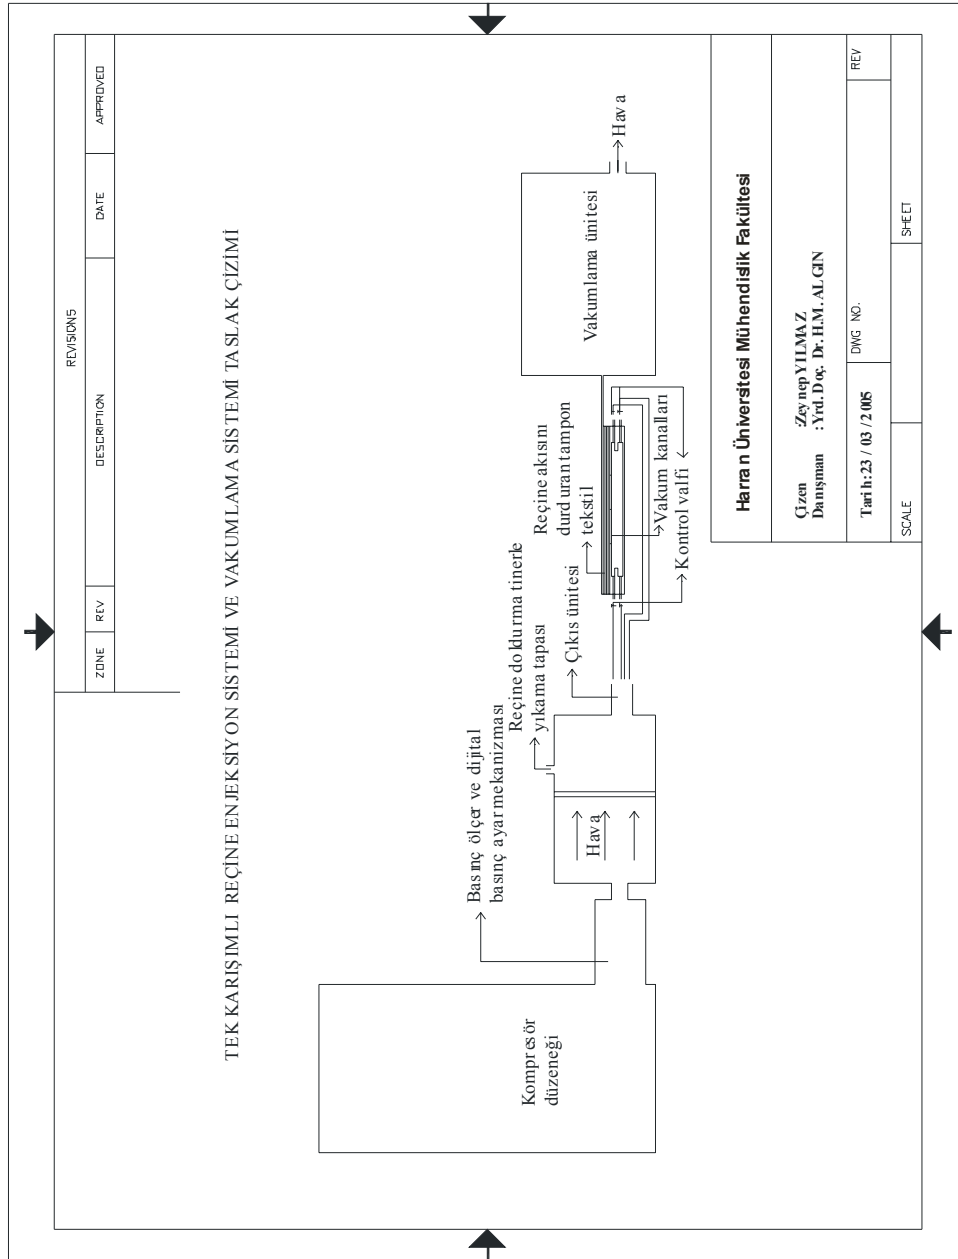 REVISIONS
ZONE REV DESCRIPTION DATE APPROVED
TEK KARIŞIMLI REÇİNE ENJEKSİYON SİSTEMİ VE VAKUMLAMA SİSTEMİ TASLAK ÇİZİMİ
Kompresör
düzeneği
Basınç ölçer ve dijital
basınç ayar mekanizması
Hava
Reçine doldurma tinerle
yıkama tapası
Çıkıs ünitesi
Reçine akısını
durduran tampon
tekstil
Vakum kanalları
Kontrol valfi
Vakumlama ünitesi
Hava
Harran Üniversitesi Mühendislik Fakültesi
Çizen :Zeynep YILMAZ
Danışman : Yrd. Doç. Dr. H.M. ALGIN
Tarih:23 / 03 / 2005
DWG NO.
REV
SCALE
SHEET